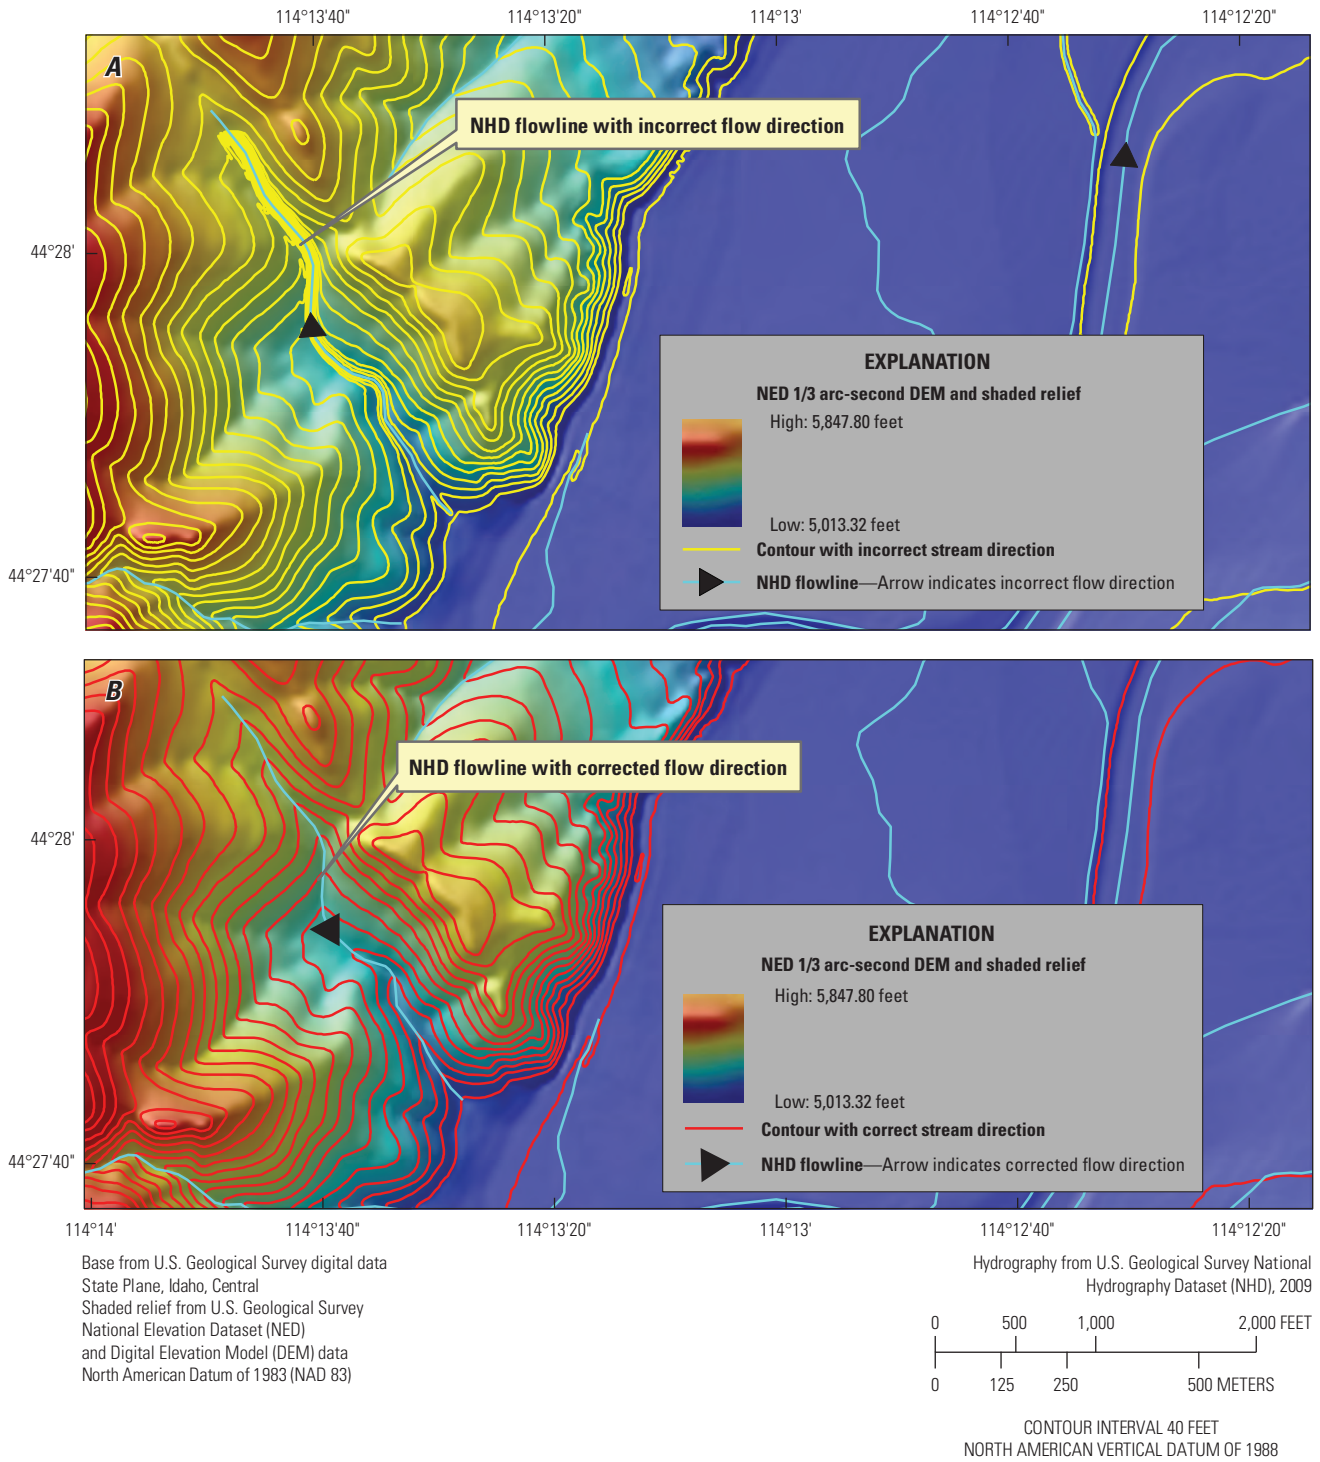 114°13'40" 114°13'20" 114°13' 114°12'40" 114°12'20"
A
NHD flowline with incorrect flow direction
44°28'
EXPLANATION
NED 1/3 arc-second DEM and shaded relief
High: 5,847.80 feet
Low: 5,013.32 feet
Contour with incorrect stream direction
NHD flowline—Arrow indicates incorrect flow direction
44°27'40"
B
NHD flowline with corrected flow direction
44°28'
EXPLANATION
NED 1/3 arc-second DEM and shaded relief
High: 5,847.80 feet
Low: 5,013.32 feet
Contour with correct stream direction
NHD flowline—Arrow indicates corrected flow direction
44°27'40"
114°14' 114°13'40" 114°13'20" 114°13' 114°12'40" 114°12'20"
Base from U.S. Geological Survey digital data
State Plane, Idaho, Central
Shaded relief from U.S. Geological Survey
National Elevation Dataset (NED)
and Digital Elevation Model (DEM) data
North American Datum of 1983 (NAD 83)
Hydrography from U.S. Geological Survey National
Hydrography Dataset (NHD), 2009
0 500 1,000 2,000 FEET
0 125 250 500 METERS
CONTOUR INTERVAL 40 FEET
NORTH AMERICAN VERTICAL DATUM OF 1988